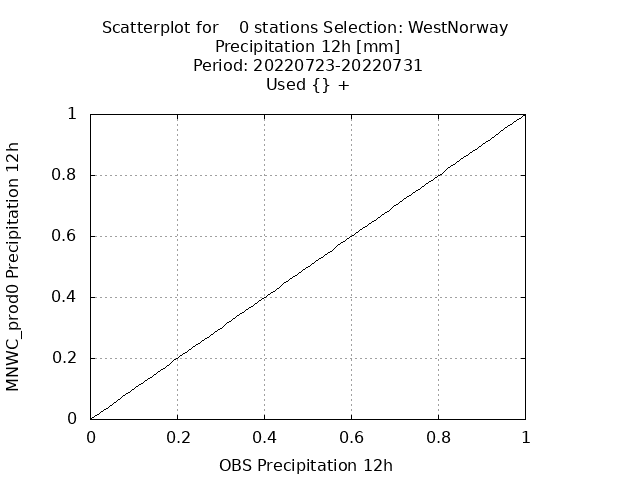 Scatterplot for    0 stations Selection: WestNorway
Precipitation 12h [mm]
Period: 20220723-20220731
Used {} +
MNWC_prod0 Precipitation 12h
1
0.8
0.6
0.4
0.2
0
0 0.2 0.4 0.6 0.8 1
OBS Precipitation 12h